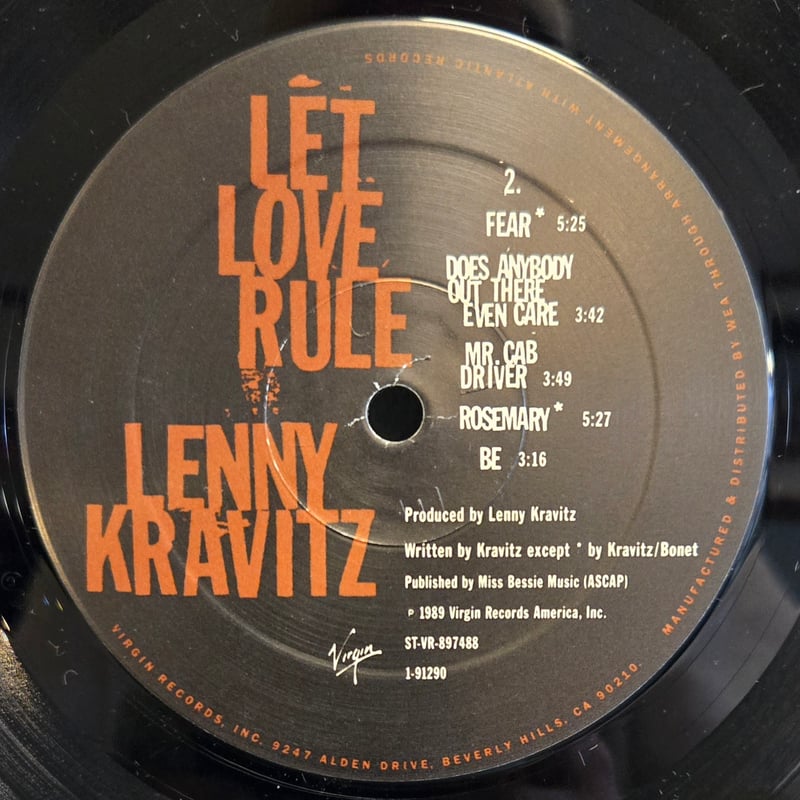 LET
LOVE
RULE
LENNY
KRAVITZ
2.
FEAR* 5:25
DOES ANYBODY
OUT THERE
EVEN CARE 3:42
MR. CAB
DRIVER 3:49
ROSEMARY* 5:27
BE 3:16
Produced by Lenny Kravitz
Written by Kravitz except * by Kravitz/Bonet
Published by Miss Bessie Music (ASCAP)
℗ 1989 Virgin Records America, Inc.
ST-VR-897488
1-91290
Virgin
VIRGIN RECORDS, INC. 9247 ALDEN DRIVE, BEVERLY HILLS, CA 90210. MANUFACTURED & DISTRIBUTED BY WEA THROUGH ARRANGEMENT WITH ATLANTIC RECORDS